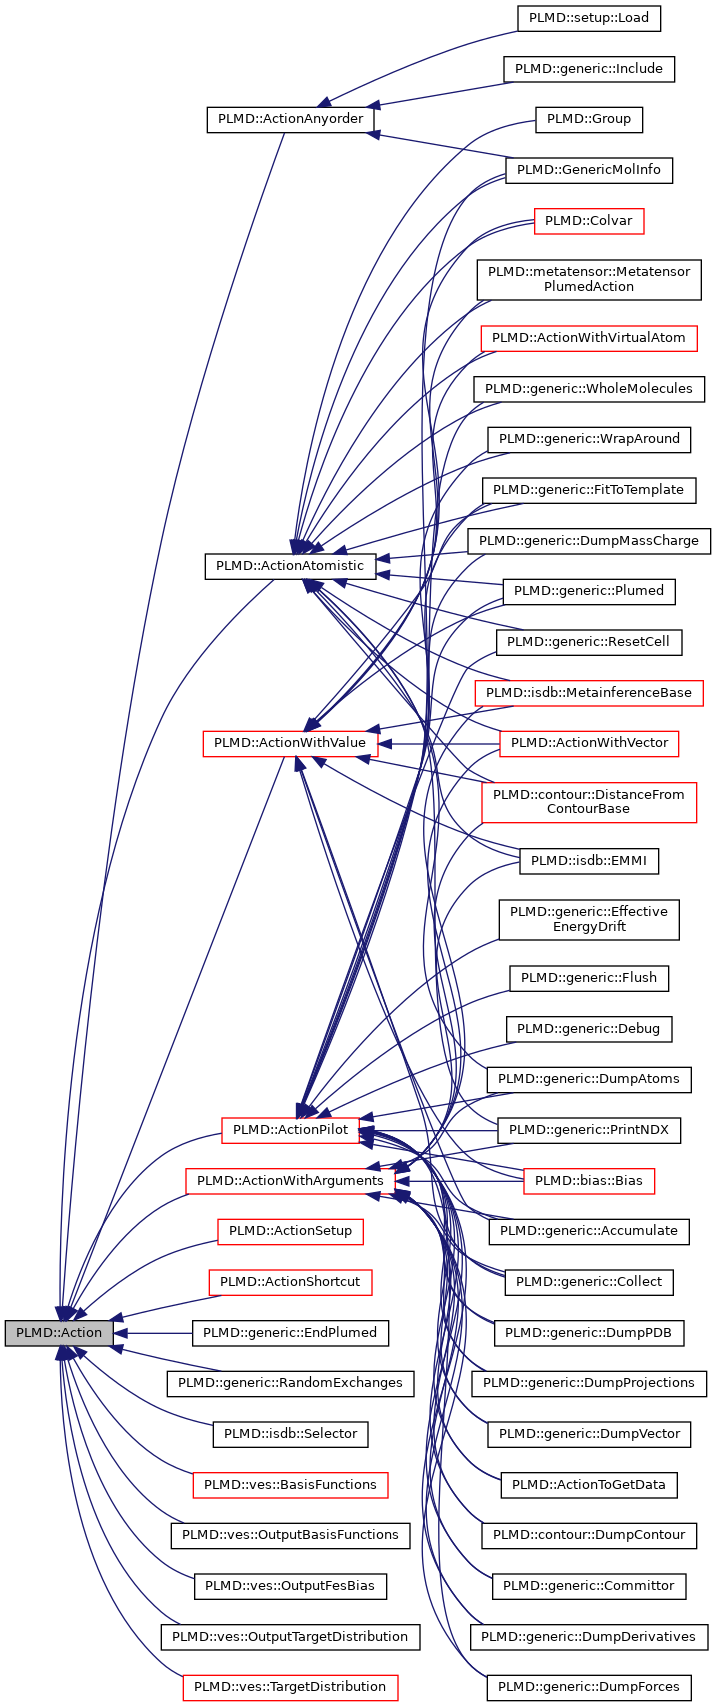 PLMD::setup::Load
PLMD::generic::Include
PLMD::ActionAnyorder
PLMD::Group
PLMD::GenericMolInfo
PLMD::Colvar
PLMD::metatensor::Metatensor
PlumedAction
PLMD::ActionWithVirtualAtom
PLMD::generic::WholeMolecules
PLMD::generic::WrapAround
PLMD::generic::FitToTemplate
PLMD::generic::DumpMassCharge
PLMD::ActionAtomistic
PLMD::generic::Plumed
PLMD::generic::ResetCell
PLMD::isdb::MetainferenceBase
PLMD::ActionWithValue
PLMD::ActionWithVector
PLMD::contour::DistanceFrom
ContourBase
PLMD::isdb::EMMI
PLMD::generic::Effective
EnergyDrift
PLMD::generic::Flush
PLMD::generic::Debug
PLMD::generic::DumpAtoms
PLMD::ActionPilot
PLMD::generic::PrintNDX
PLMD::ActionWithArguments
PLMD::bias::Bias
PLMD::ActionSetup
PLMD::generic::Accumulate
PLMD::ActionShortcut
PLMD::generic::Collect
PLMD::Action
PLMD::generic::EndPlumed
PLMD::generic::DumpPDB
PLMD::generic::RandomExchanges
PLMD::generic::DumpProjections
PLMD::isdb::Selector
PLMD::generic::DumpVector
PLMD::ves::BasisFunctions
PLMD::ActionToGetData
PLMD::ves::OutputBasisFunctions
PLMD::contour::DumpContour
PLMD::ves::OutputFesBias
PLMD::generic::Committor
PLMD::ves::OutputTargetDistribution
PLMD::generic::DumpDerivatives
PLMD::ves::TargetDistribution
PLMD::generic::DumpForces